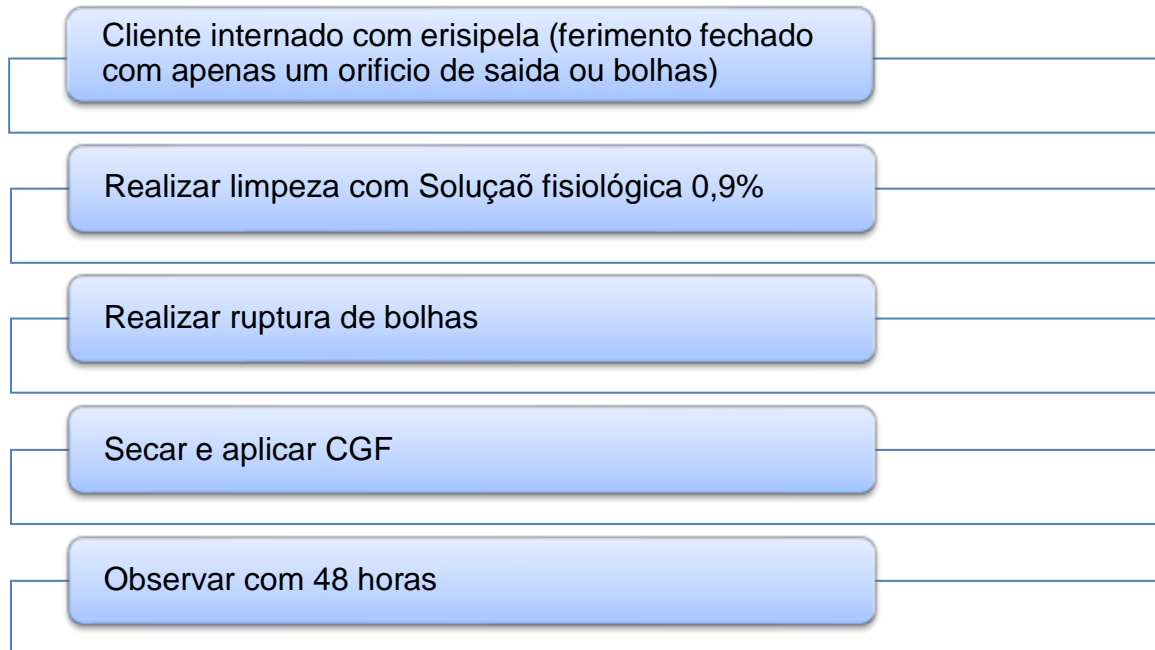 Cliente internado com erisipela (ferimento fechado
com apenas um orificio de saida ou bolhas)
Realizar limpeza com Soluçaõ fisiológica 0,9%
Realizar ruptura de bolhas
Secar e aplicar CGF
Observar com 48 horas